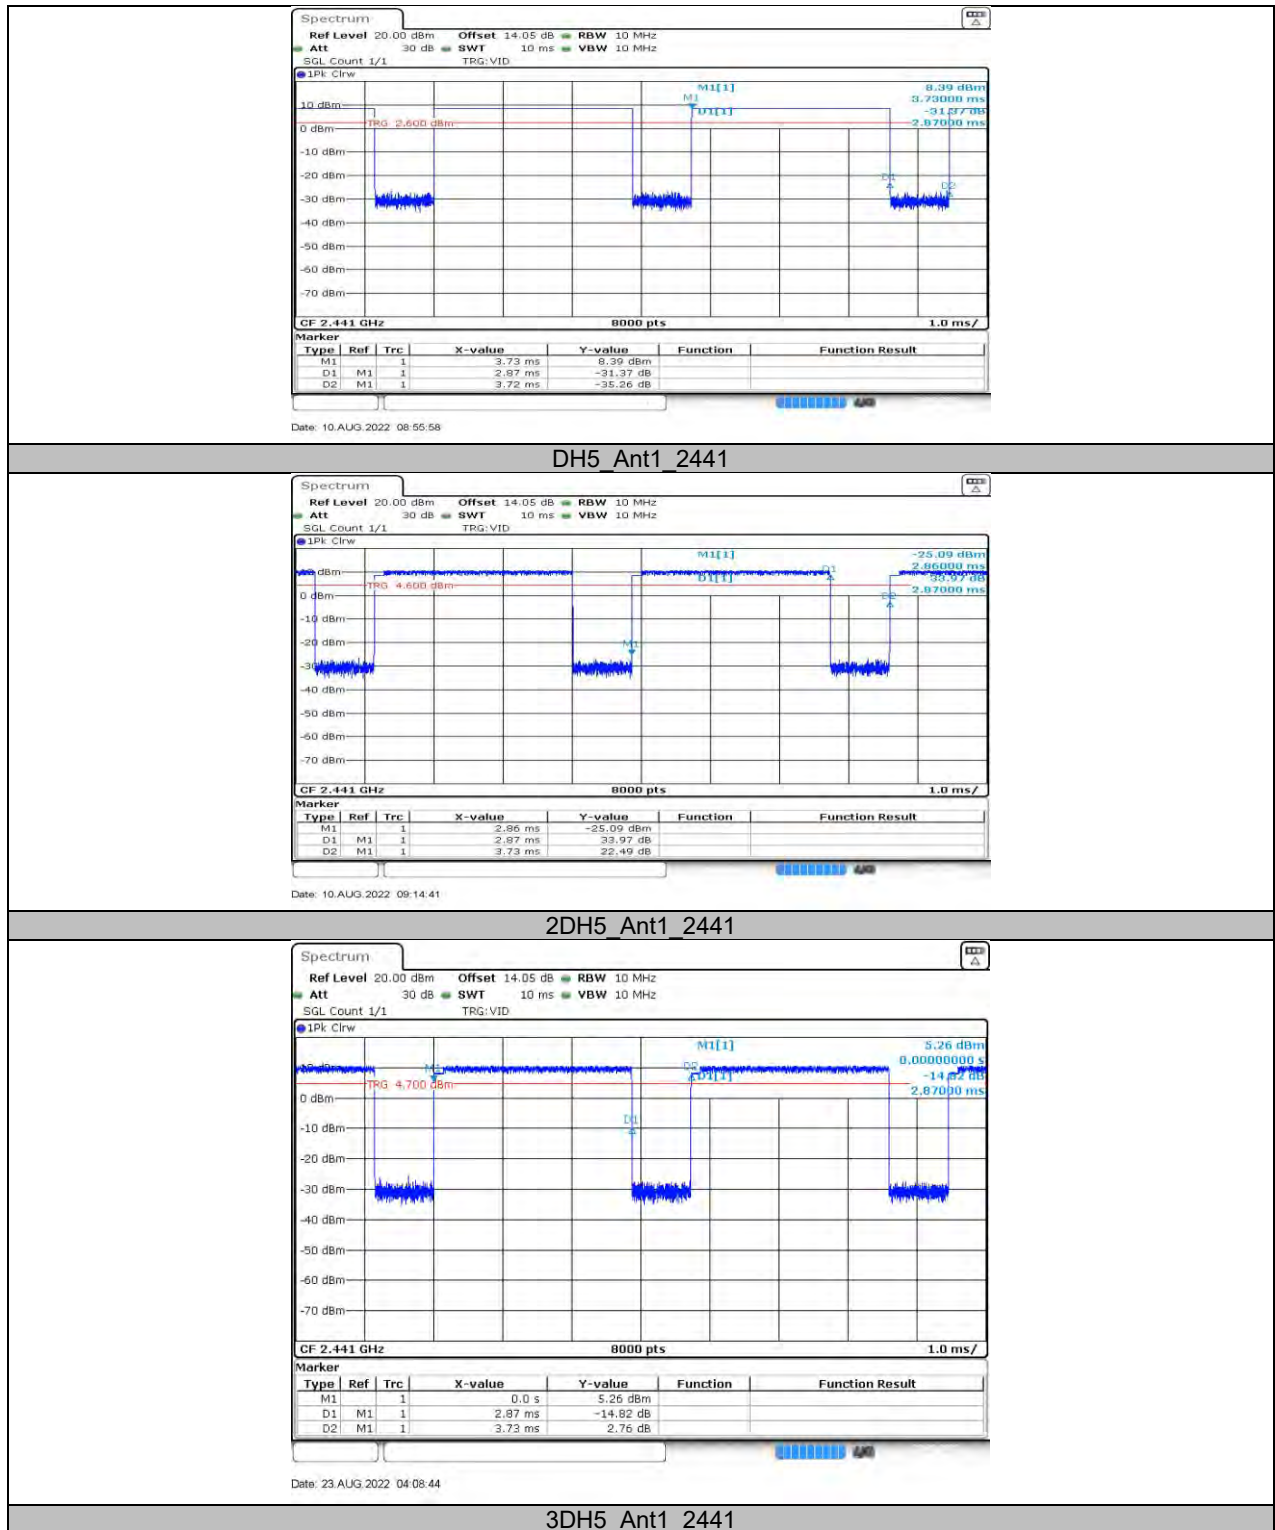 Spectrum
Ref Level 20.00 dBm Offset 14.05 dB RBW 10 MHz
Att 30 dB SWT 10 ms VBW 10 MHz
SGL Count 1/1 TRG:VID
1Pk Clrw
M1[1] 8.39 dBm
M1 3.73000 ms
10 dBm D1[1] -31.37 dB
TRG 2.600 dBm 2.87000 ms
0 dBm
-10 dBm
-20 dBm D1 D2
-30 dBm
-40 dBm
-50 dBm
-60 dBm
-70 dBm
CF 2.441 GHz 8000 pts 1.0 ms/
Marker
Type Ref Trc X-value Y-value Function Function Result
M1 1 3.73 ms 8.39 dBm
D1 M1 1 2.87 ms -31.37 dB
D2 M1 1 3.72 ms -35.26 dB
Date: 10.AUG.2022 08:55:58
DH5_Ant1_2441
Spectrum
Ref Level 20.00 dBm Offset 14.05 dB RBW 10 MHz
Att 30 dB SWT 10 ms VBW 10 MHz
SGL Count 1/1 TRG:VID
1Pk Clrw
M1[1] -25.09 dBm
2.86000 ms
dBm D1[1] D1 33.97 dB
TRG 4.600 dBm 2.87000 ms
0 dBm D2
-10 dBm
-20 dBm M1
-30
-40 dBm
-50 dBm
-60 dBm
-70 dBm
CF 2.441 GHz 8000 pts 1.0 ms/
Marker
Type Ref Trc X-value Y-value Function Function Result
M1 1 2.86 ms -25.09 dBm
D1 M1 1 2.87 ms 33.97 dB
D2 M1 1 3.73 ms 22.49 dB
Date: 10.AUG.2022 09:14:41
2DH5_Ant1_2441
Spectrum
Ref Level 20.00 dBm Offset 14.05 dB RBW 10 MHz
Att 30 dB SWT 10 ms VBW 10 MHz
SGL Count 1/1 TRG:VID
1Pk Clrw
M1[1] 5.26 dBm
0.00000000 s
M1 D2 D1[1] -14.82 dB
TRG 4.700 dBm 2.87000 ms
0 dBm
-10 dBm D1
-20 dBm
-30 dBm
-40 dBm
-50 dBm
-60 dBm
-70 dBm
CF 2.441 GHz 8000 pts 1.0 ms/
Marker
Type Ref Trc X-value Y-value Function Function Result
M1 1 0.0 s 5.26 dBm
D1 M1 1 2.87 ms -14.82 dB
D2 M1 1 3.73 ms 2.76 dB
Date: 23.AUG.2022 04:08:44
3DH5_Ant1_2441